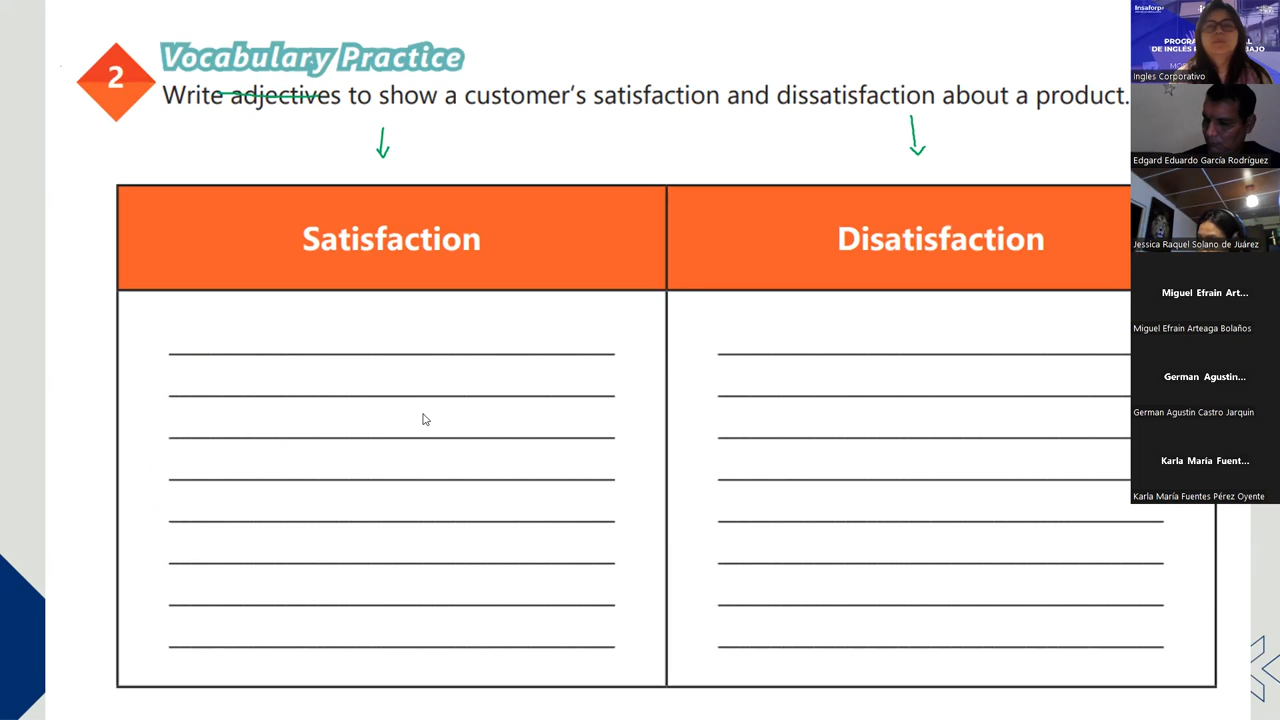 2
Vocabulary Practice
Write adjectives to show a customer's satisfaction and dissatisfaction about a product.
Satisfaction
Disatisfaction
Insaforp
Ingles Corporativo
Edgard Eduardo García Rodríguez
Jessica Raquel Solano de Juárez
Miguel Efrain Art...
Miguel Efrain Arteaga Bolaños
German Agustin...
German Agustin Castro Jarquin
Karla María Fuent...
Karla María Fuentes Pérez Oyente